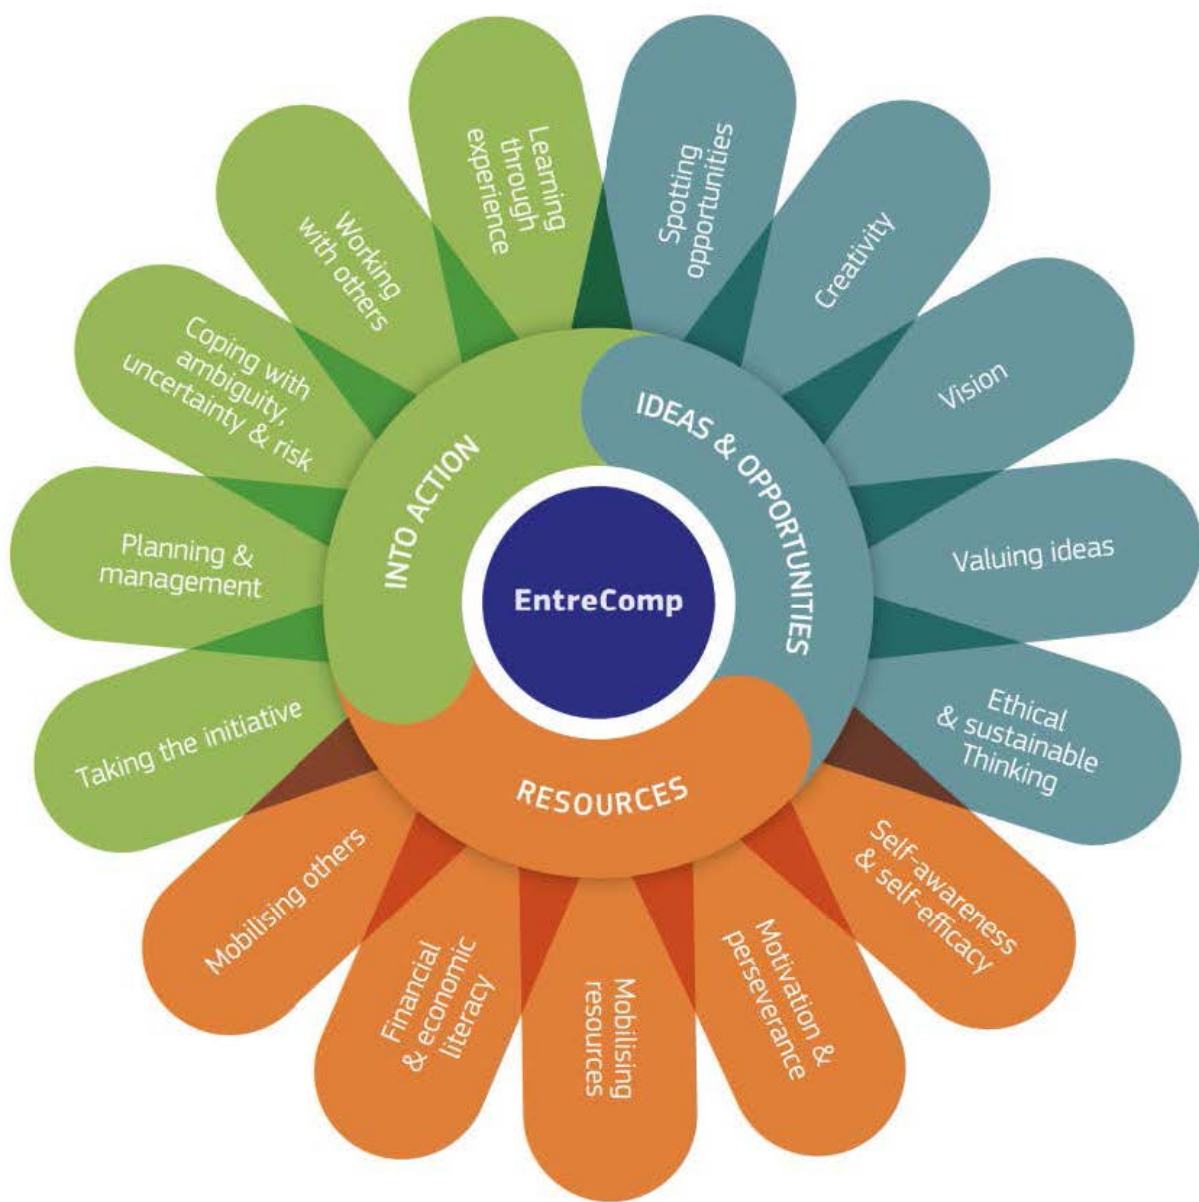 EntreComp
IDEAS & OPPORTUNITIES
Spotting
opportunities
Creativity
Vision
Valuing ideas
Ethical
& sustainable
Thinking
RESOURCES
Self-awareness
& self-efficacy
Motivation &
perseverance
Mobilising
resources
Financial
& economic
literacy
Mobilising others
INTO ACTION
Taking the initiative
Planning &
management
Coping with
ambiguity,
uncertainty & risk
Working
with others
Learning
through
experience